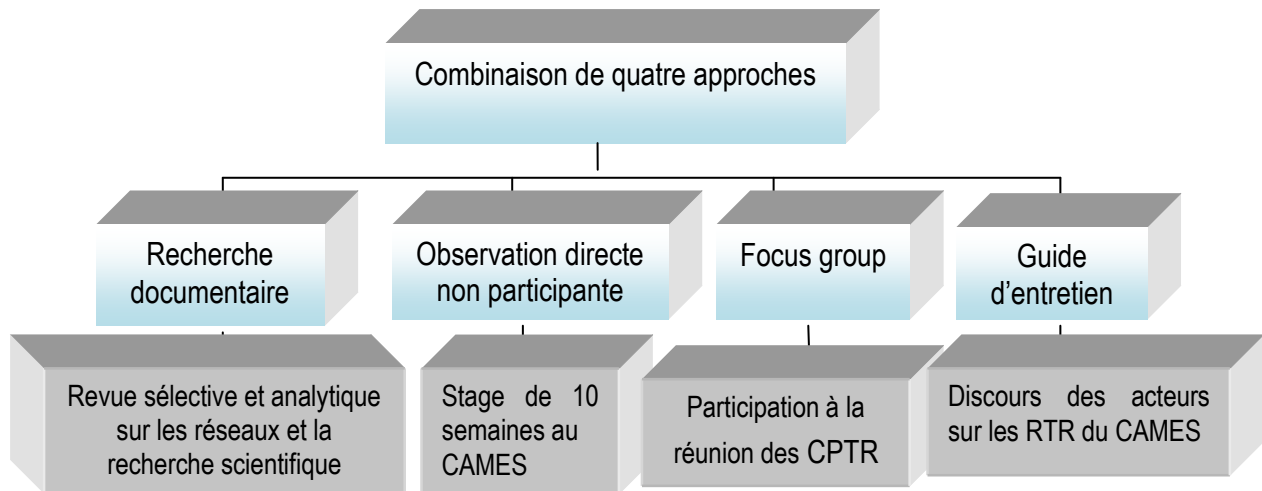 Combinaison de quatre approches
Recherche
documentaire
Observation directe
non participante
Focus group
Guide
d’entretien
Revue sélective et analytique
sur les réseaux et la
recherche scientifique
Stage de 10
semaines au
CAMES
Participation à la
réunion des CPTR
Discours des acteurs
sur les RTR du CAMES